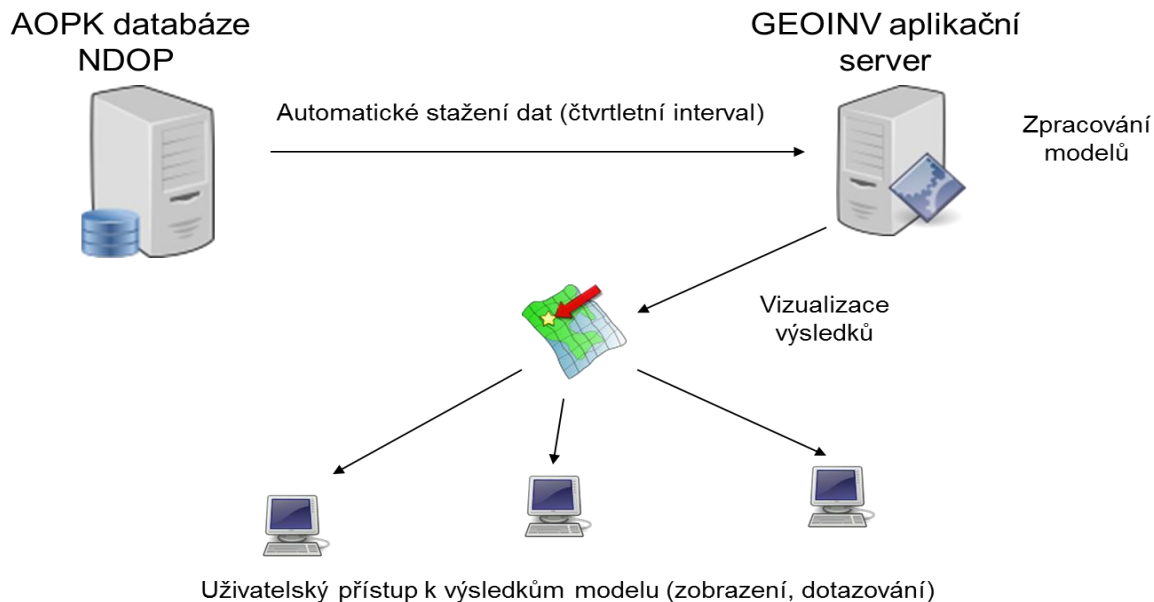 AOPK databáze
NDOP
GEOINV aplikační
server
Automatické stažení dat (čtvrtletní interval)
Zpracování
modelů
Vizualizace
výsledků
Uživatelský přístup k výsledkům modelu (zobrazení, dotazování)